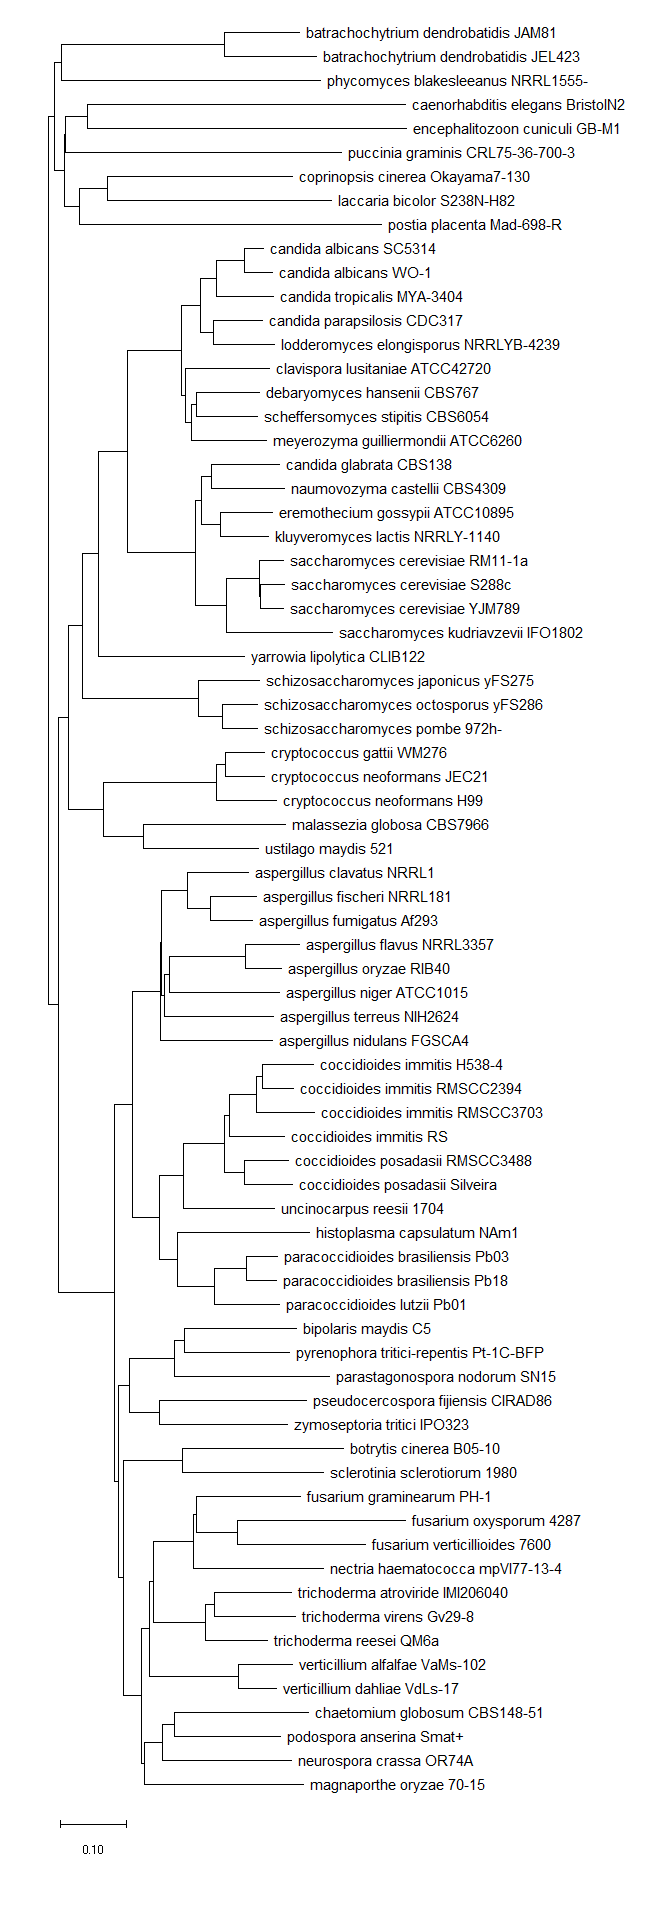 batrachochytrium dendrobatidis JAM81
batrachochytrium dendrobatidis JEL423
phycomyces blakesleeanus NRRL1555-
caenorhabditis elegans BristolN2
encephalitozoon cuniculi GB-M1
puccinia graminis CRL75-36-700-3
coprinopsis cinerea Okayama7-130
laccaria bicolor S238N-H82
postia placenta Mad-698-R
candida albicans SC5314
candida albicans WO-1
candida tropicalis MYA-3404
candida parapsilosis CDC317
lodderomyces elongisporus NRRLYB-4239
clavispora lusitaniae ATCC42720
debaryomyces hansenii CBS767
scheffersomyces stipitis CBS6054
meyerozyma guilliermondii ATCC6260
candida glabrata CBS138
naumovozyma castellii CBS4309
eremothecium gossypii ATCC10895
kluyveromyces lactis NRRLY-1140
saccharomyces cerevisiae RM11-1a
saccharomyces cerevisiae S288c
saccharomyces cerevisiae YJM789
saccharomyces kudriavzevii IFO1802
yarrowia lipolytica CLIB122
schizosaccharomyces japonicus yFS275
schizosaccharomyces octosporus yFS286
schizosaccharomyces pombe 972h-
cryptococcus gattii WM276
cryptococcus neoformans JEC21
cryptococcus neoformans H99
malassezia globosa CBS7966
ustilago maydis 521
aspergillus clavatus NRRL1
aspergillus fischeri NRRL181
aspergillus fumigatus Af293
aspergillus flavus NRRL3357
aspergillus oryzae RIB40
aspergillus niger ATCC1015
aspergillus terreus NIH2624
aspergillus nidulans FGSCA4
coccidioides immitis H538-4
coccidioides immitis RMSCC2394
coccidioides immitis RMSCC3703
coccidioides immitis RS
coccidioides posadasii RMSCC3488
coccidioides posadasii Silveira
uncinocarpus reesii 1704
histoplasma capsulatum NAm1
paracoccidioides brasiliensis Pb03
paracoccidioides brasiliensis Pb18
paracoccidioides lutzii Pb01
bipolaris maydis C5
pyrenophora tritici-repentis Pt-1C-BFP
parastagonospora nodorum SN15
pseudocercospora fijiensis CIRAD86
zymoseptoria tritici IPO323
botrytis cinerea B05-10
sclerotinia sclerotiorum 1980
fusarium graminearum PH-1
fusarium oxysporum 4287
fusarium verticillioides 7600
nectria haematococca mpVI77-13-4
trichoderma atroviride IMI206040
trichoderma virens Gv29-8
trichoderma reesei QM6a
verticillium alfalfae VaMs-102
verticillium dahliae VdLs-17
chaetomium globosum CBS148-51
podospora anserina Smat+
neurospora crassa OR74A
magnaporthe oryzae 70-15
0.10